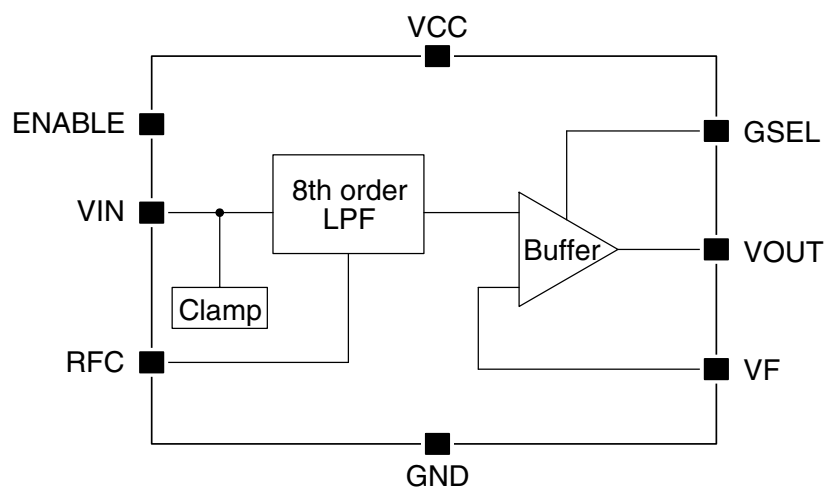 VCC
ENABLE
GSEL
8th order
LPF
VIN
Buffer
VOUT
Clamp
RFC
VF
GND